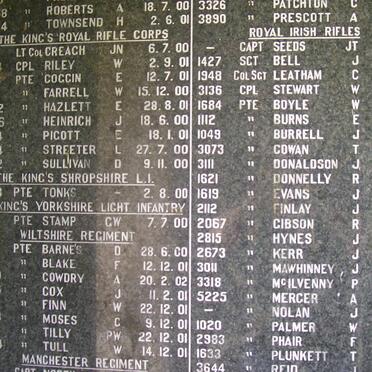 " ROBERTS A 18. 7. 00
" TOWNSEND H 2. 6. 01
THE KING'S ROYAL RIFLE CORPS
LT COL CREACH JN 6. 7. 00
CPL RILEY W 2. 9. 01
PTE COCCIN E 12. 7. 01
" FARRELL W 15. 12. 00
" HAZLETT E 28. 8. 01
" HEINRICH J 18. 6. 00
" PICOTT E 18. 1. 01
" STREETER L 27. 7. 00
" SULLIVAN D 9. 11. 00
THE KING'S SHROPSHIRE L.I.
PTE TONKS - 2. 8. 00
KING'S YORKSHIRE LIGHT INFANTRY
PTE STAMP GW 7. 7. 00
WILTSHIRE REGIMENT
PTE BARNES D 28. 6. 00
" BLAKE F 12. 12. 01
" COWDRY A 20. 2. 02
" COX J 11. 2. 01
" FINN W 22. 12. 01
" MOSES C 9. 12. 01
" TILLY PW 22. 12. 01
" TULL W 14. 12. 01
MANCHESTER REGIMENT
3326 " PATCHTON C
3890 " PRESCOTT A
ROYAL IRISH RIFLES
- CAPT SEEDS JT
1427 SGT BELL J
1948 Col Sgt LEATHAM C
3136 CPL STEWART W
1684 PTE BOYLE W
1112 " BURNS E
1049 " BURRELL J
3073 " COWAN T
3111 " DONALDSON J
1621 " DONNELLY R
1619 " EVANS J
2112 " FINLAY J
2067 " GIBSON R
2815 " HYNES J
2673 " KERR J
3011 " MAWHINNEY J
3318 " McILVENNY P
5225 " MERCER A
- " NOLAN J
1020 " PALMER W
2983 " PHAIR F
1633 " PLUNKETT T
3644 " REID J